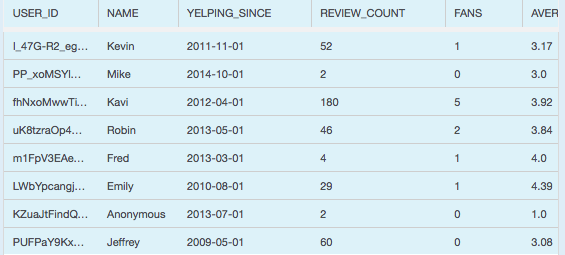 USER_ID NAME YELPING_SINCE REVIEW_COUNT FANS AVER
I_47G-R2_eg... Kevin 2011-11-01 52 1 3.17
PP_xoMSYl... Mike 2014-10-01 2 0 3.0
fhNxoMwwTi... Kavi 2012-04-01 180 5 3.92
uK8tzraOp4... Robin 2013-05-01 46 2 3.84
m1FpV3EAe... Fred 2013-03-01 4 1 4.0
LWbYpcangj... Emily 2010-08-01 29 1 4.39
KZuaJtFindQ... Anonymous 2013-07-01 2 0 1.0
PUFPaY9Kx... Jeffrey 2009-05-01 60 0 3.08